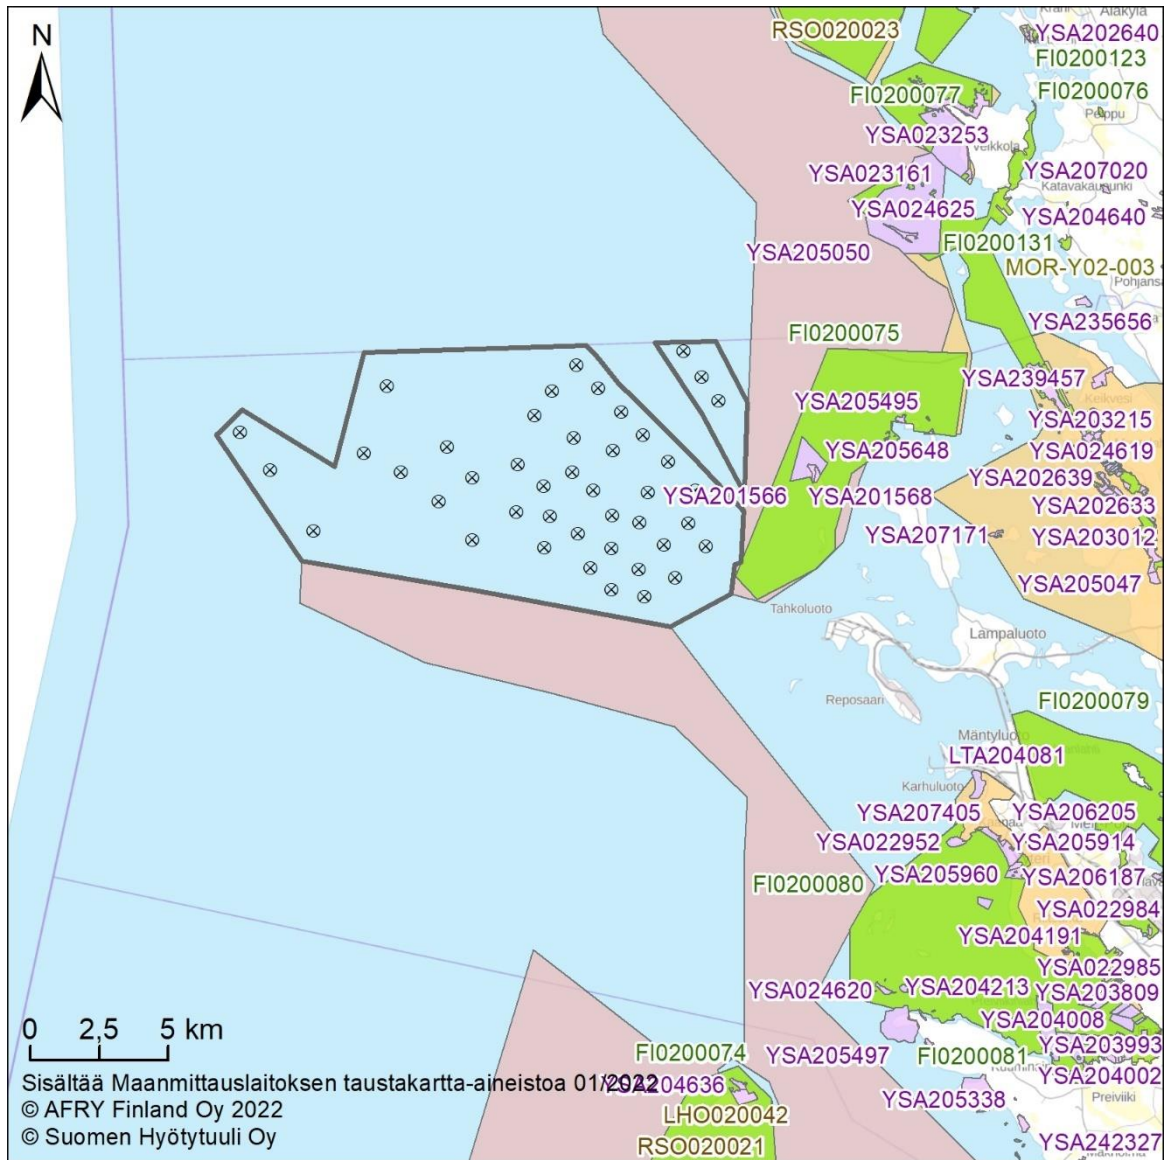 N
RSO020023
YSA202640
FI0200123
FI0200077
FI0200076
Peippu
YSA023253
YSA023161
YSA207020
Katavakaupunki
YSA024625
YSA204640
FI0200131
YSA205050
MOR-Y02-003
YSA235656
FI0200075
YSA239457
Keikvesi
YSA205495
YSA203215
YSA205648
YSA024619
YSA202639
YSA201566
YSA201568
YSA202633
YSA207171
YSA203012
YSA205047
Tahkoluoto
Lampaluoto
Reposaari
FI0200079
Mäntyluoto
LTA204081
Karhuluoto
YSA207405
YSA206205
YSA022952
YSA205914
YSA205960
YSA206187
FI0200080
YSA022984
YSA204191
YSA022985
YSA024620
YSA204213
YSA203809
YSA204008
0 2,5 5 km
YSA203993
FI0200074
YSA205497
FI0200081
YSA204002
Sisältää Maanmittauslaitoksen taustakartta-aineistoa 01/2022
YSA204636
YSA205338
Preiviiki
© AFRY Finland Oy 2022
LHO020042
© Suomen Hyötytuuli Oy
RSO020021
YSA242327